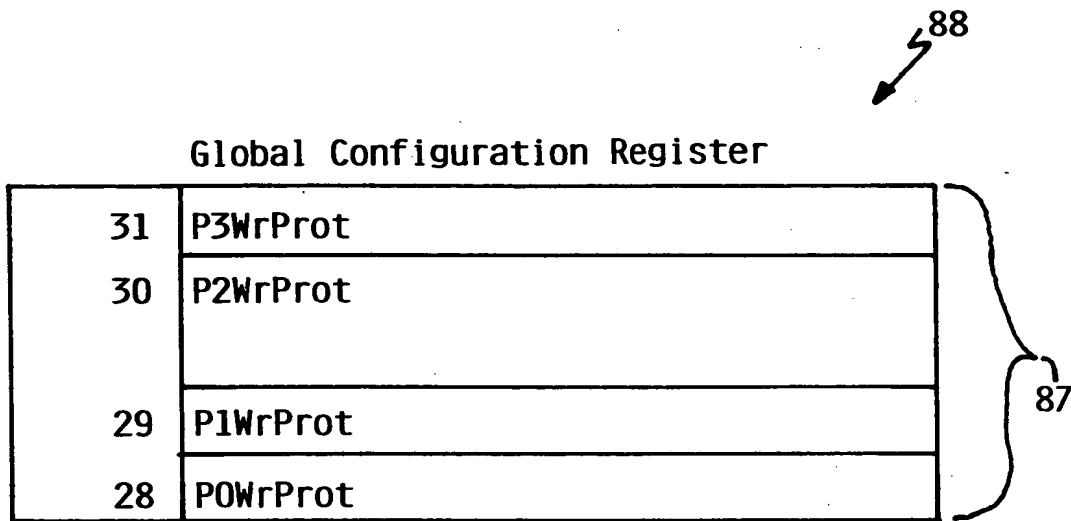 88
Global Configuration Register
31 P3WrProt
30 P2WrProt
29 P1WrProt
28 P0WrProt
87